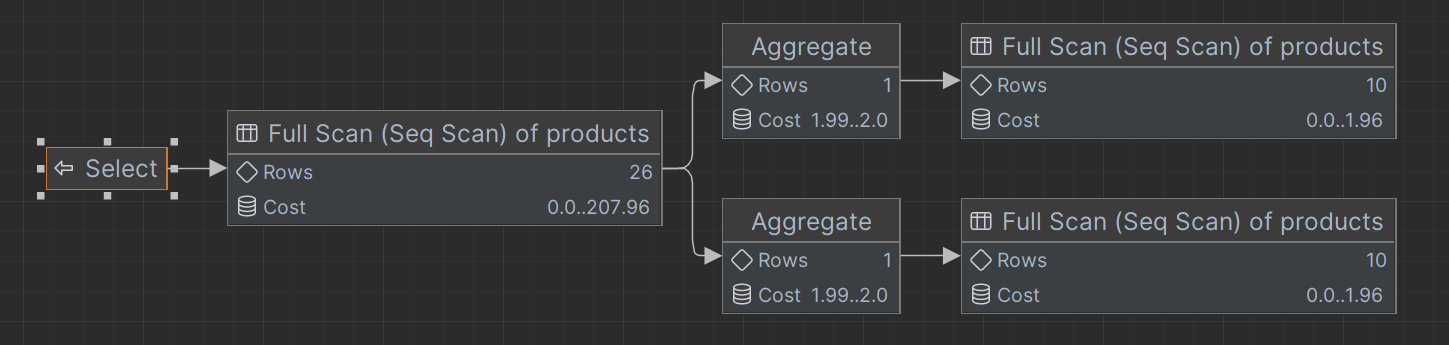 Select
Full Scan (Seq Scan) of products
Rows 26
Cost 0.0..207.96
Aggregate
Rows 1
Cost 1.99..2.0
Full Scan (Seq Scan) of products
Rows 10
Cost 0.0..1.96
Aggregate
Rows 1
Cost 1.99..2.0
Full Scan (Seq Scan) of products
Rows 10
Cost 0.0..1.96